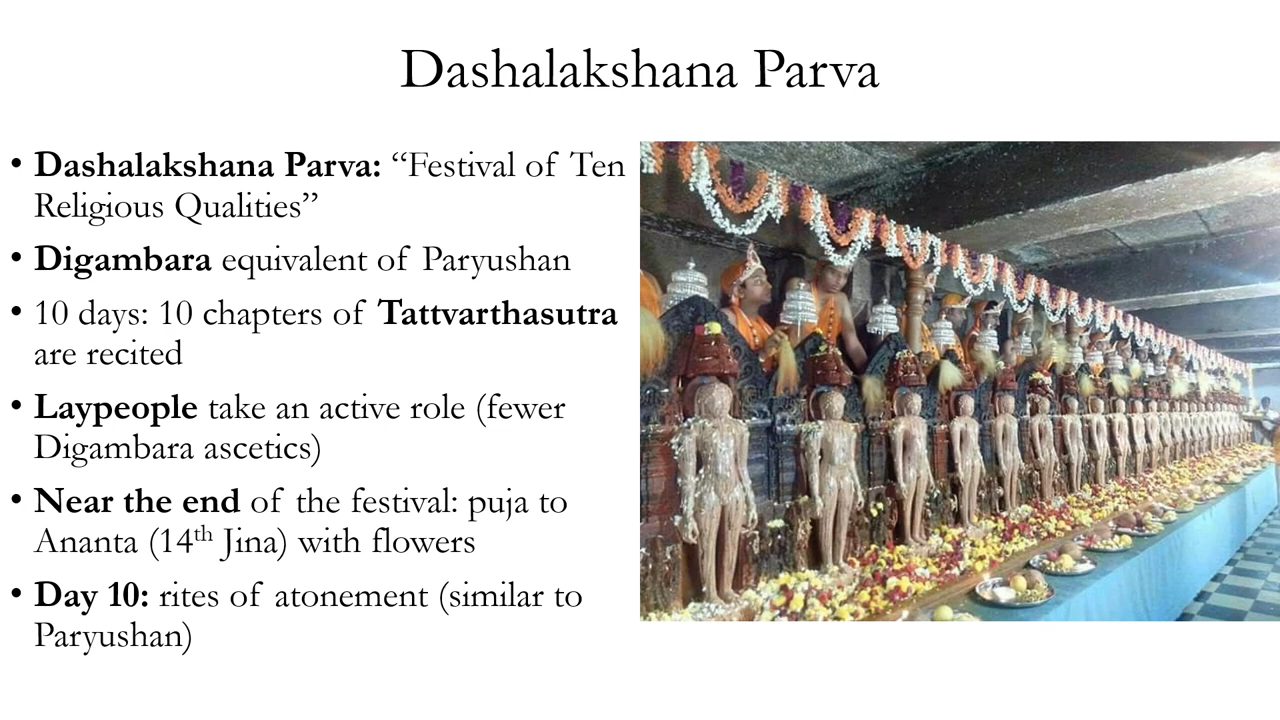 Dashalakshana Parva
• Dashalakshana Parva: “Festival of Ten
Religious Qualities”
• Digambara equivalent of Paryushan
• 10 days: 10 chapters of Tattvarthasutra
are recited
• Laypeople take an active role (fewer
Digambara ascetics)
• Near the end of the festival: puja to
Ananta (14th Jina) with flowers
• Day 10: rites of atonement (similar to
Paryushan)